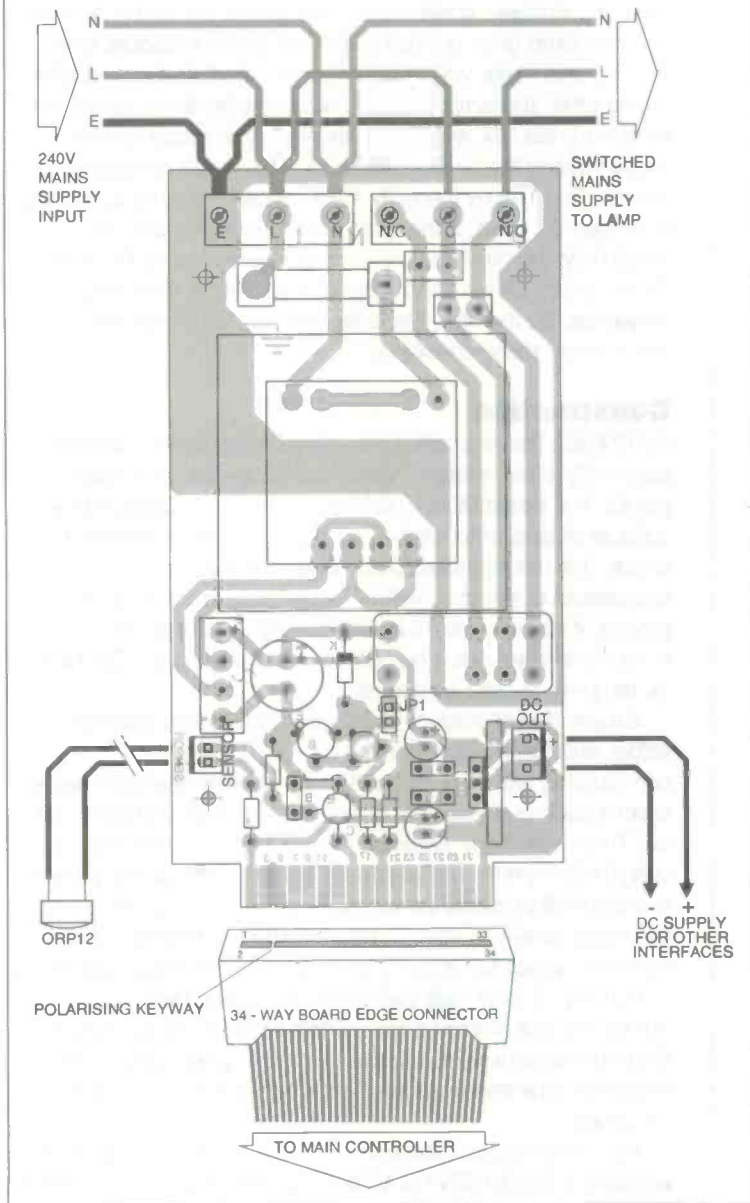 N
N
L
L
E
E
240V
MAINS
SUPPLY
INPUT
SWITCHED
MAINS
SUPPLY
TO LAMP
E L N N/C C N/O
JP1
DC
OUT
+
SENSOR
ORP12
- +
DC SUPPLY
FOR OTHER
INTERFACES
1 33
2 34
POLARISING KEYWAY
34 - WAY BOARD EDGE CONNECTOR
TO MAIN CONTROLLER